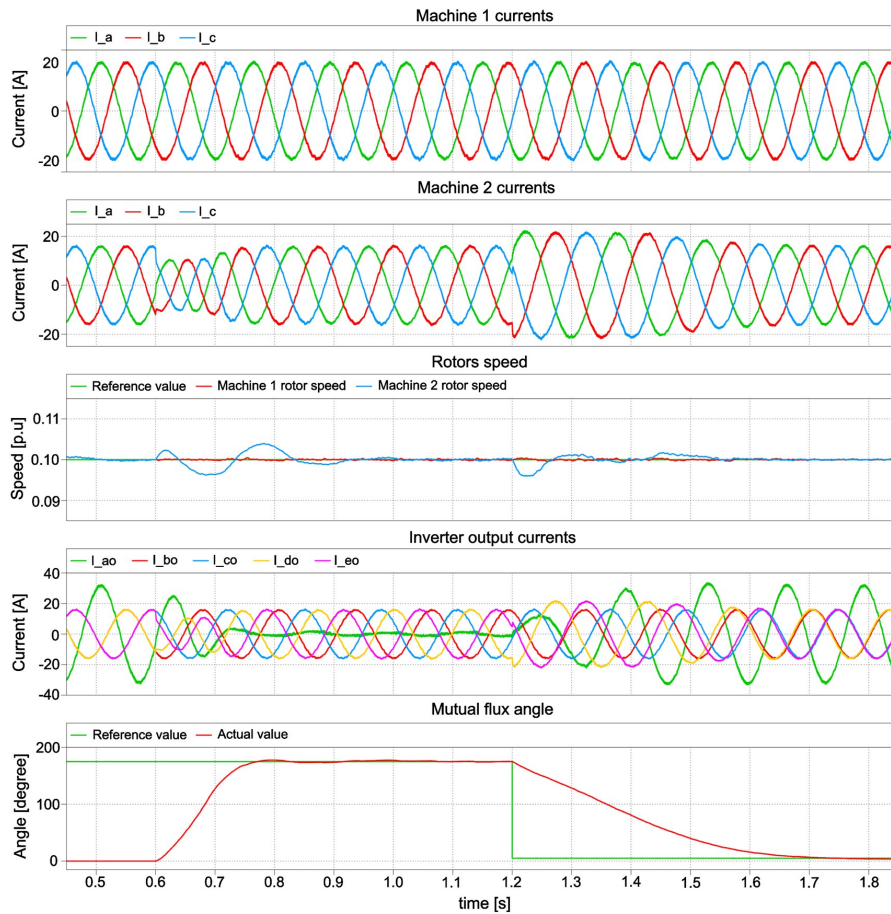 Machine 1 currents
I_a I_b I_c
Current [A]
20
0
-20
Machine 2 currents
I_a I_b I_c
Current [A]
20
0
-20
Rotors speed
Reference value Machine 1 rotor speed Machine 2 rotor speed
Speed [p.u]
0.11
0.10
0.09
Inverter output currents
I_ao I_bo I_co I_do I_eo
Current [A]
40
20
0
-20
-40
Mutual flux angle
Reference value Actual value
Angle [degree]
200
100
0
0.5 0.6 0.7 0.8 0.9 1.0 1.1 1.2 1.3 1.4 1.5 1.6 1.7 1.8
time [s]